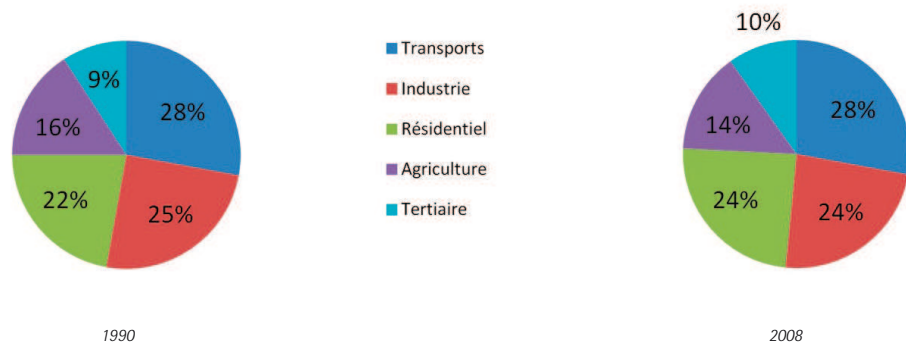 9%
28%
16%
22%
25%
1990
Transports
Industrie
Résidentiel
Agriculture
Tertiaire
10%
28%
14%
24%
24%
2008